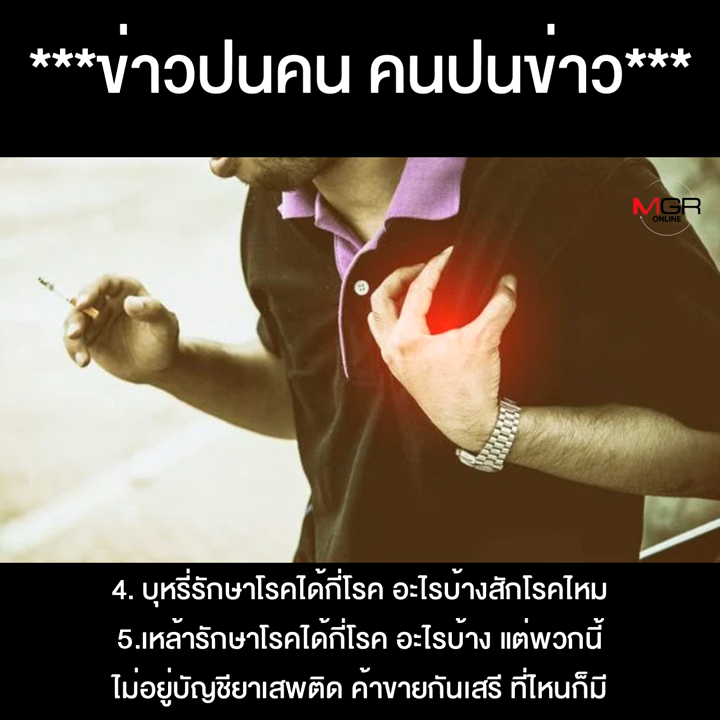 ***ข่าวปนคน คนปนข่าว***
MGR
ONLINE
4. บุหรี่รักษาโรคได้กี่โรค อะไรบ้างสักโรคไหม
5.เหล้ารักษาโรคได้กี่โรค อะไรบ้าง แต่พวกนี้
ไม่อยู่บัญชียาเสพติด ค้าขายกันเสรี ที่ไหนก็มี